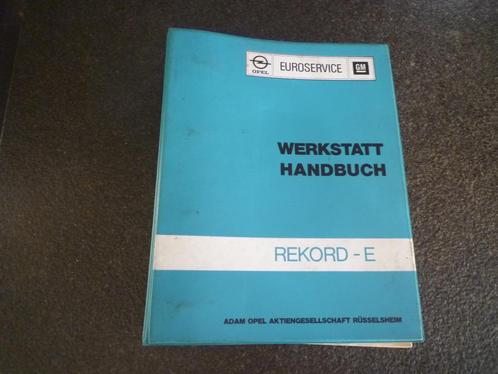 OPEL
EUROSERVICE
GM
WERKSTATT
HANDBUCH
REKORD - E
ADAM OPEL AKTIENGESELLSCHAFT RÜSSELSHEIM